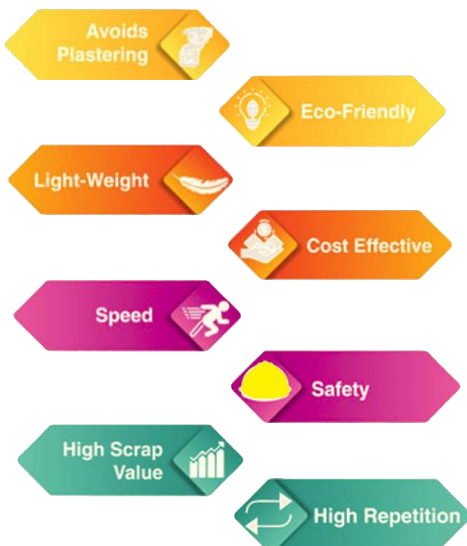 Avoids
Plastering
Eco-Friendly
Light-Weight
Cost Effective
Speed
Safety
High Scrap
Value
High Repetition